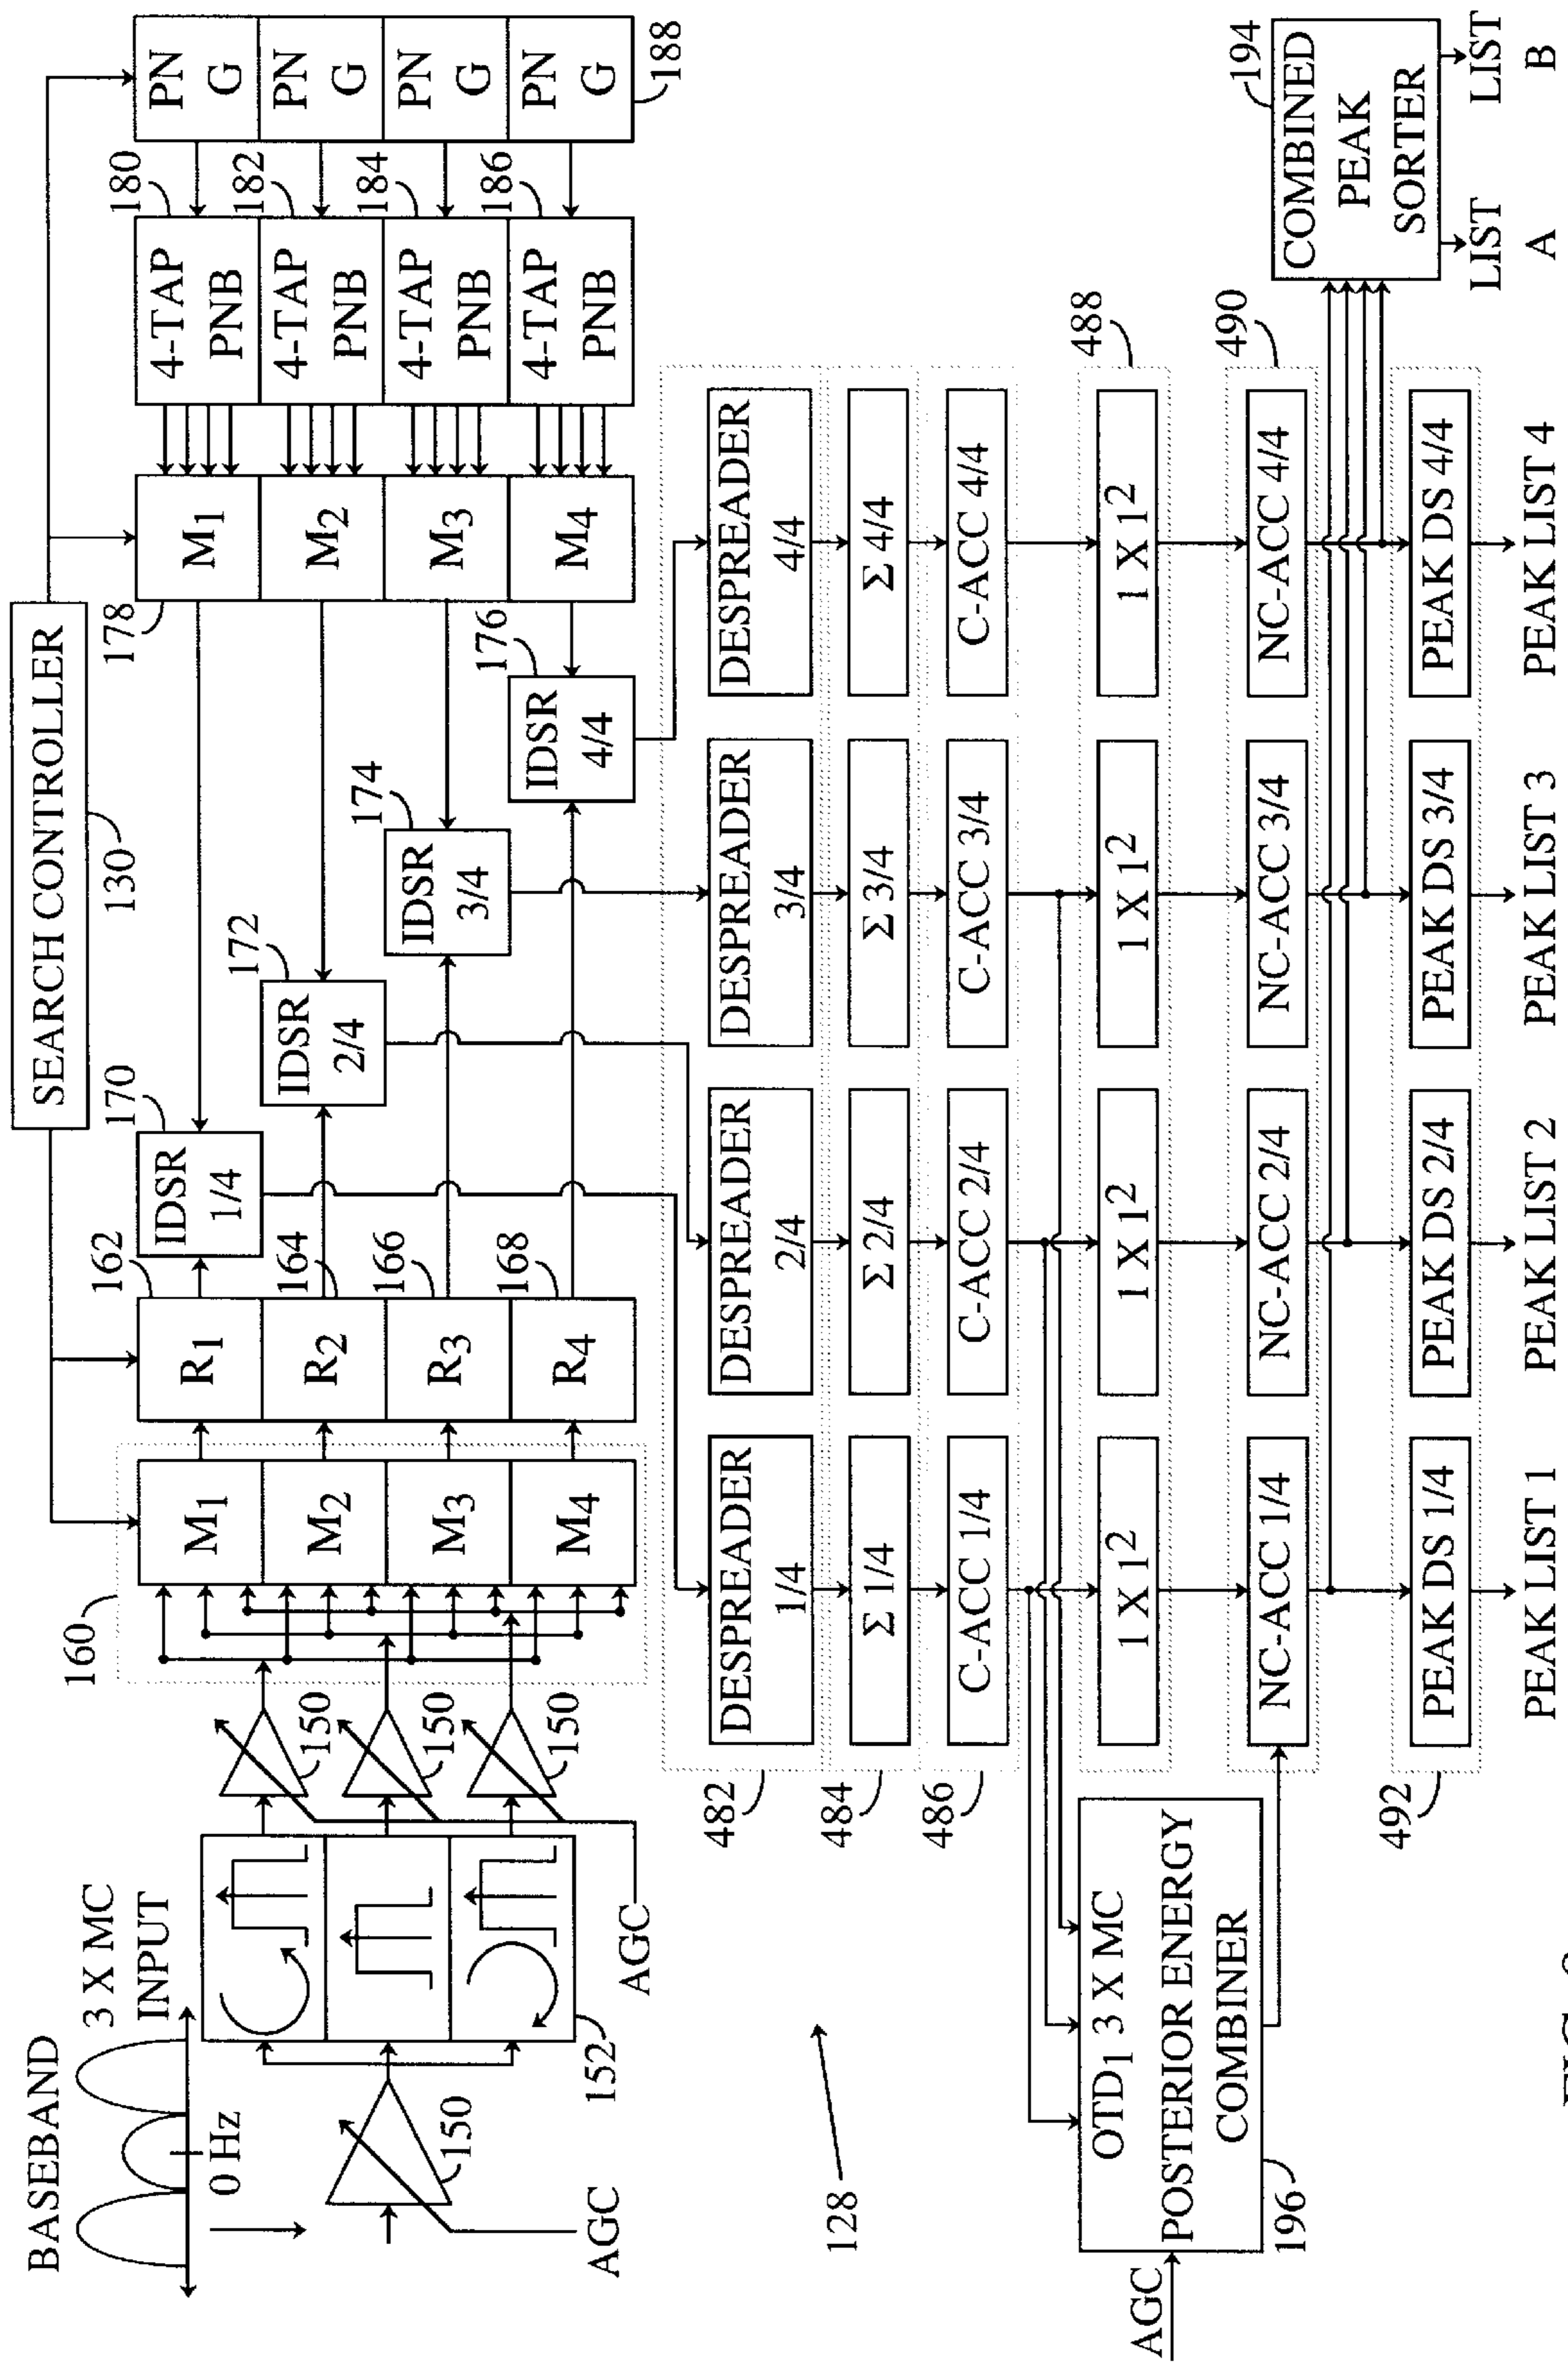 SEARCH CONTROLLER
130
BASEBAND
3 X MC
INPUT
0 Hz
150
AGC
152
150
150
150
AGC
160
M1
M2
M3
M4
162
R1
R2
R3
R4
164
166
168
170
IDSR
1/4
172
IDSR
2/4
174
IDSR
3/4
176
IDSR
4/4
178
M1
M2
M3
M4
4-TAP
PNB
4-TAP
PNB
4-TAP
PNB
4-TAP
PNB
180
182
184
186
PN
G
PN
G
PN
G
PN
G
188
128
482
DESPREADER
1/4
DESPREADER
2/4
DESPREADER
3/4
DESPREADER
4/4
484
Σ 1/4
Σ 2/4
Σ 3/4
Σ 4/4
486
C-ACC 1/4
C-ACC 2/4
C-ACC 3/4
C-ACC 4/4
488
1 X 1²
1 X 1²
1 X 1²
1 X 1²
490
NC-ACC 1/4
NC-ACC 2/4
NC-ACC 3/4
NC-ACC 4/4
492
PEAK DS 1/4
PEAK DS 2/4
PEAK DS 3/4
PEAK DS 4/4
PEAK LIST 1
PEAK LIST 2
PEAK LIST 3
PEAK LIST 4
AGC
OTD1 3 X MC
POSTERIOR ENERGY
COMBINER
196
194
COMBINED
PEAK
SORTER
LIST
A
LIST
B